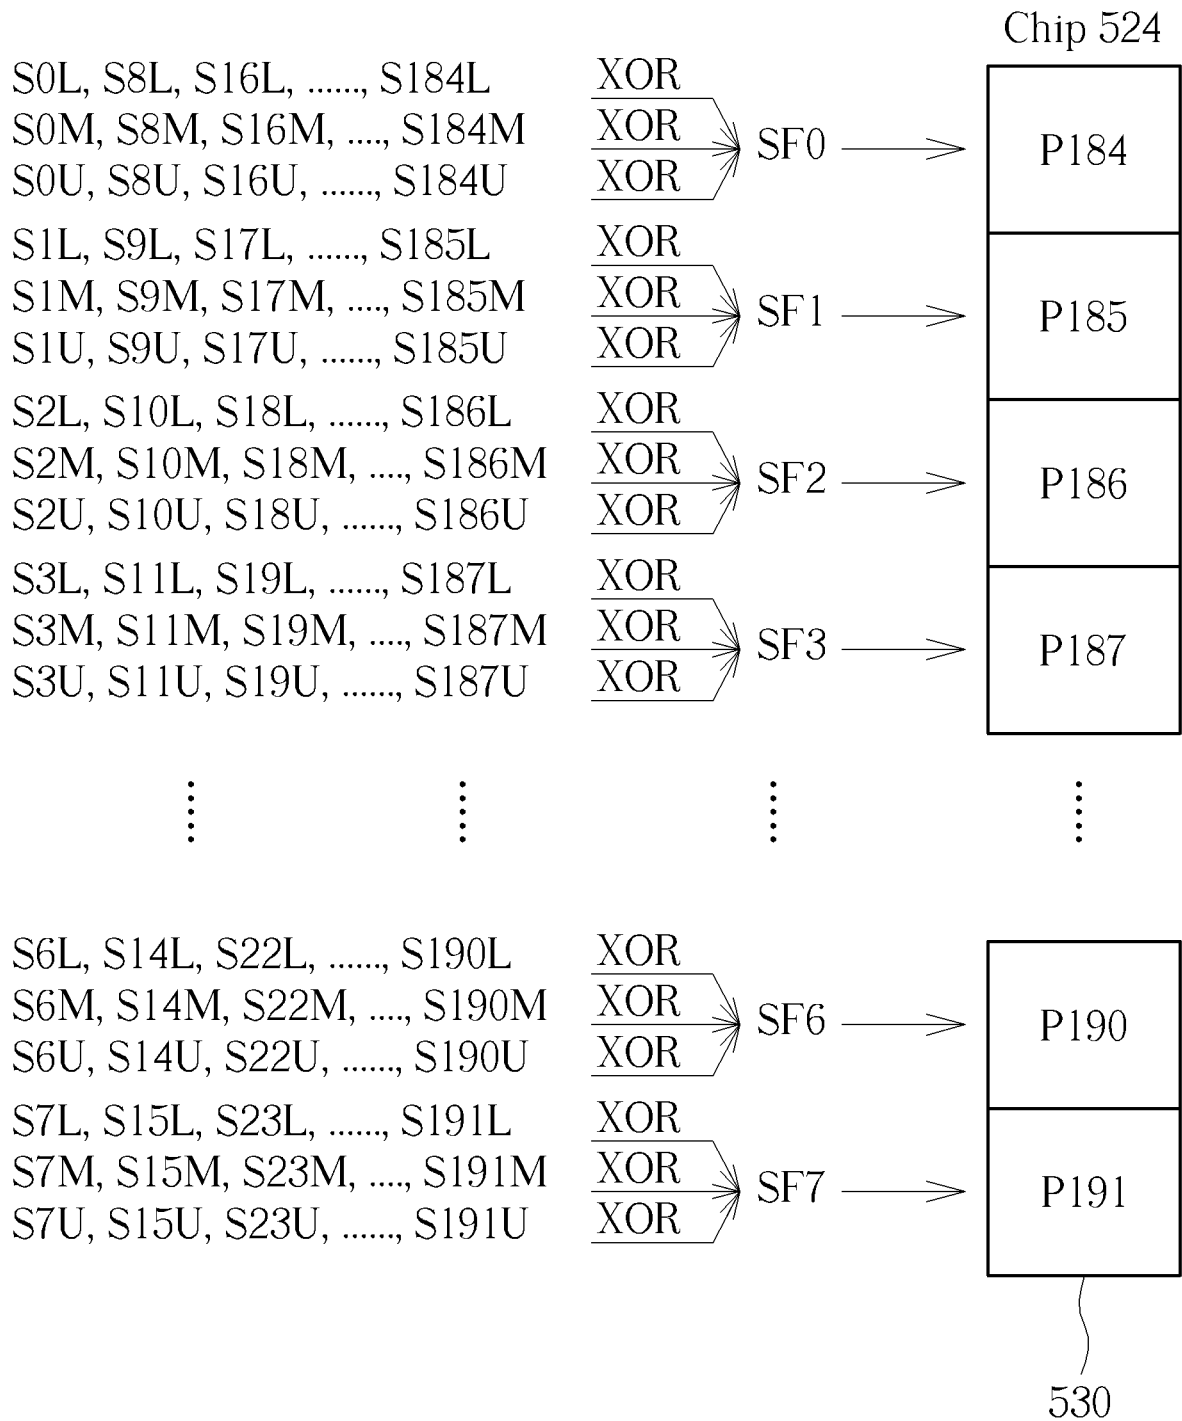 Chip 524
S0L, S8L, S16L, ......, S184L XOR
S0M, S8M, S16M, ...., S184M XOR SF0 P184
S0U, S8U, S16U, ......, S184U XOR
S1L, S9L, S17L, ......, S185L XOR
S1M, S9M, S17M, ...., S185M XOR SF1 P185
S1U, S9U, S17U, ......, S185U XOR
S2L, S10L, S18L, ......, S186L XOR
S2M, S10M, S18M, ...., S186M XOR SF2 P186
S2U, S10U, S18U, ......, S186U XOR
S3L, S11L, S19L, ......, S187L XOR
S3M, S11M, S19M, ...., S187M XOR SF3 P187
S3U, S11U, S19U, ......, S187U XOR
S6L, S14L, S22L, ......, S190L XOR
S6M, S14M, S22M, ...., S190M XOR SF6 P190
S6U, S14U, S22U, ......, S190U XOR
S7L, S15L, S23L, ......, S191L XOR
S7M, S15M, S23M, ...., S191M XOR SF7 P191
S7U, S15U, S23U, ......, S191U XOR
530